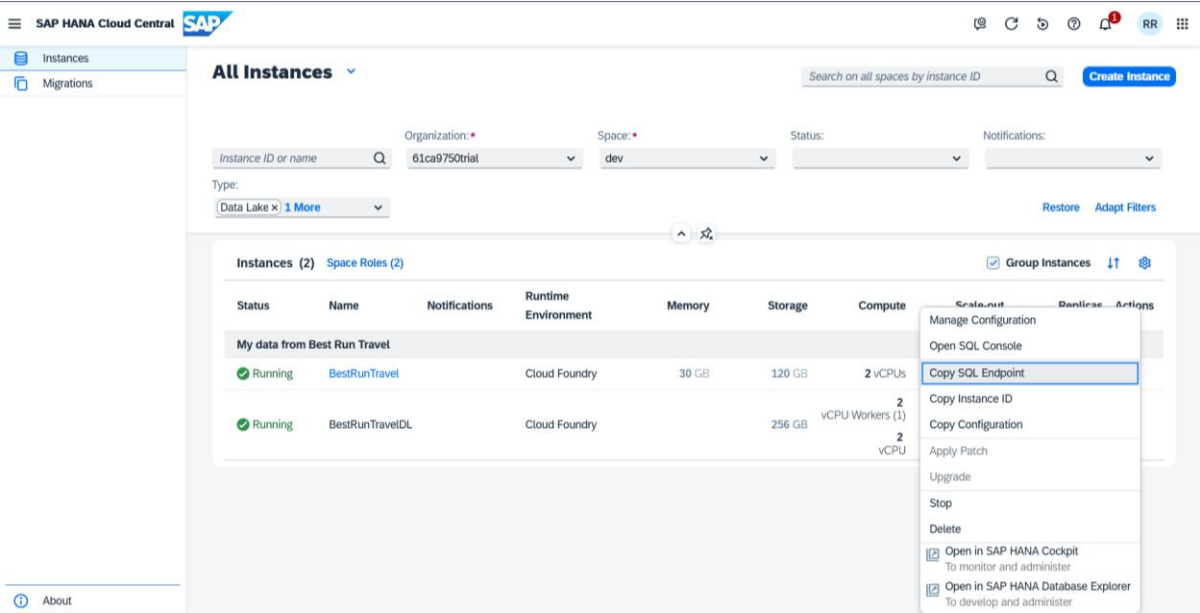 SAP HANA Cloud Central SAP
1
RR
Instances
Migrations
All Instances
Search on all spaces by instance ID
Create Instance
Organization:* Space:* Status: Notifications:
Instance ID or name 61ca9750trial dev
Type:
Data Lake × 1 More
Restore Adapt Filters
Instances (2) Space Roles (2)
Group Instances
Status Name Notifications Runtime Environment Memory Storage Compute Scale-out Replicas Actions
My data from Best Run Travel
Running BestRunTravel Cloud Foundry 30 GB 120 GB 2 vCPUs
Running BestRunTravelDL Cloud Foundry 256 GB 2 vCPU Workers (1) 2 vCPU
Manage Configuration
Open SQL Console
Copy SQL Endpoint
Copy Instance ID
Copy Configuration
Apply Patch
Upgrade
Stop
Delete
Open in SAP HANA Cockpit
To monitor and administer
Open in SAP HANA Database Explorer
To develop and administer
About